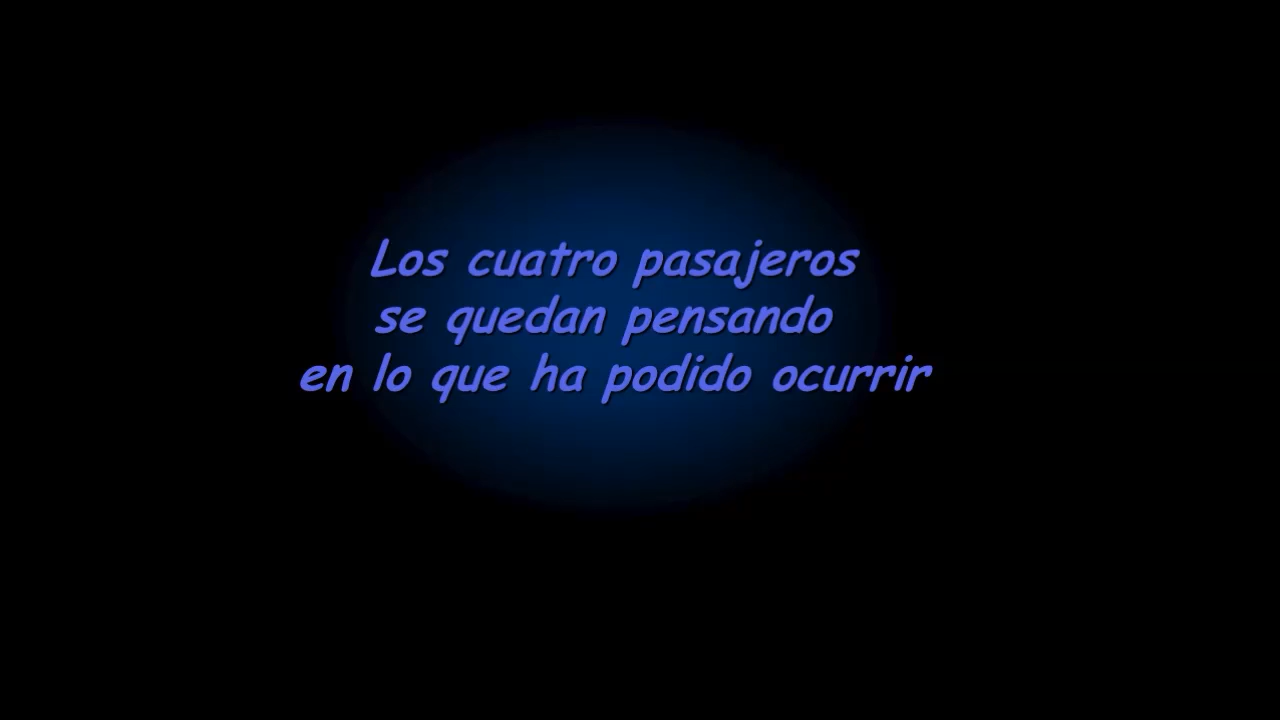 Los cuatro pasajeros
se quedan pensando
en lo que ha podido ocurrir